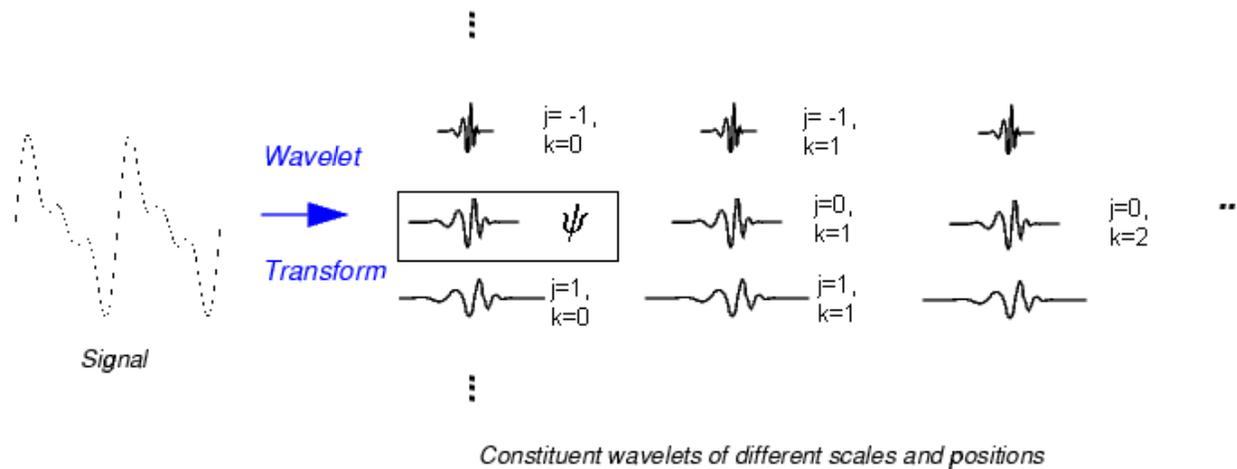 j= -1,
k=0
j= -1,
k=1
Wavelet
Transform
ψ
j=0,
k=1
j=0,
k=2
j=1,
k=0
j=1,
k=1
Signal
Constituent wavelets of different scales and positions